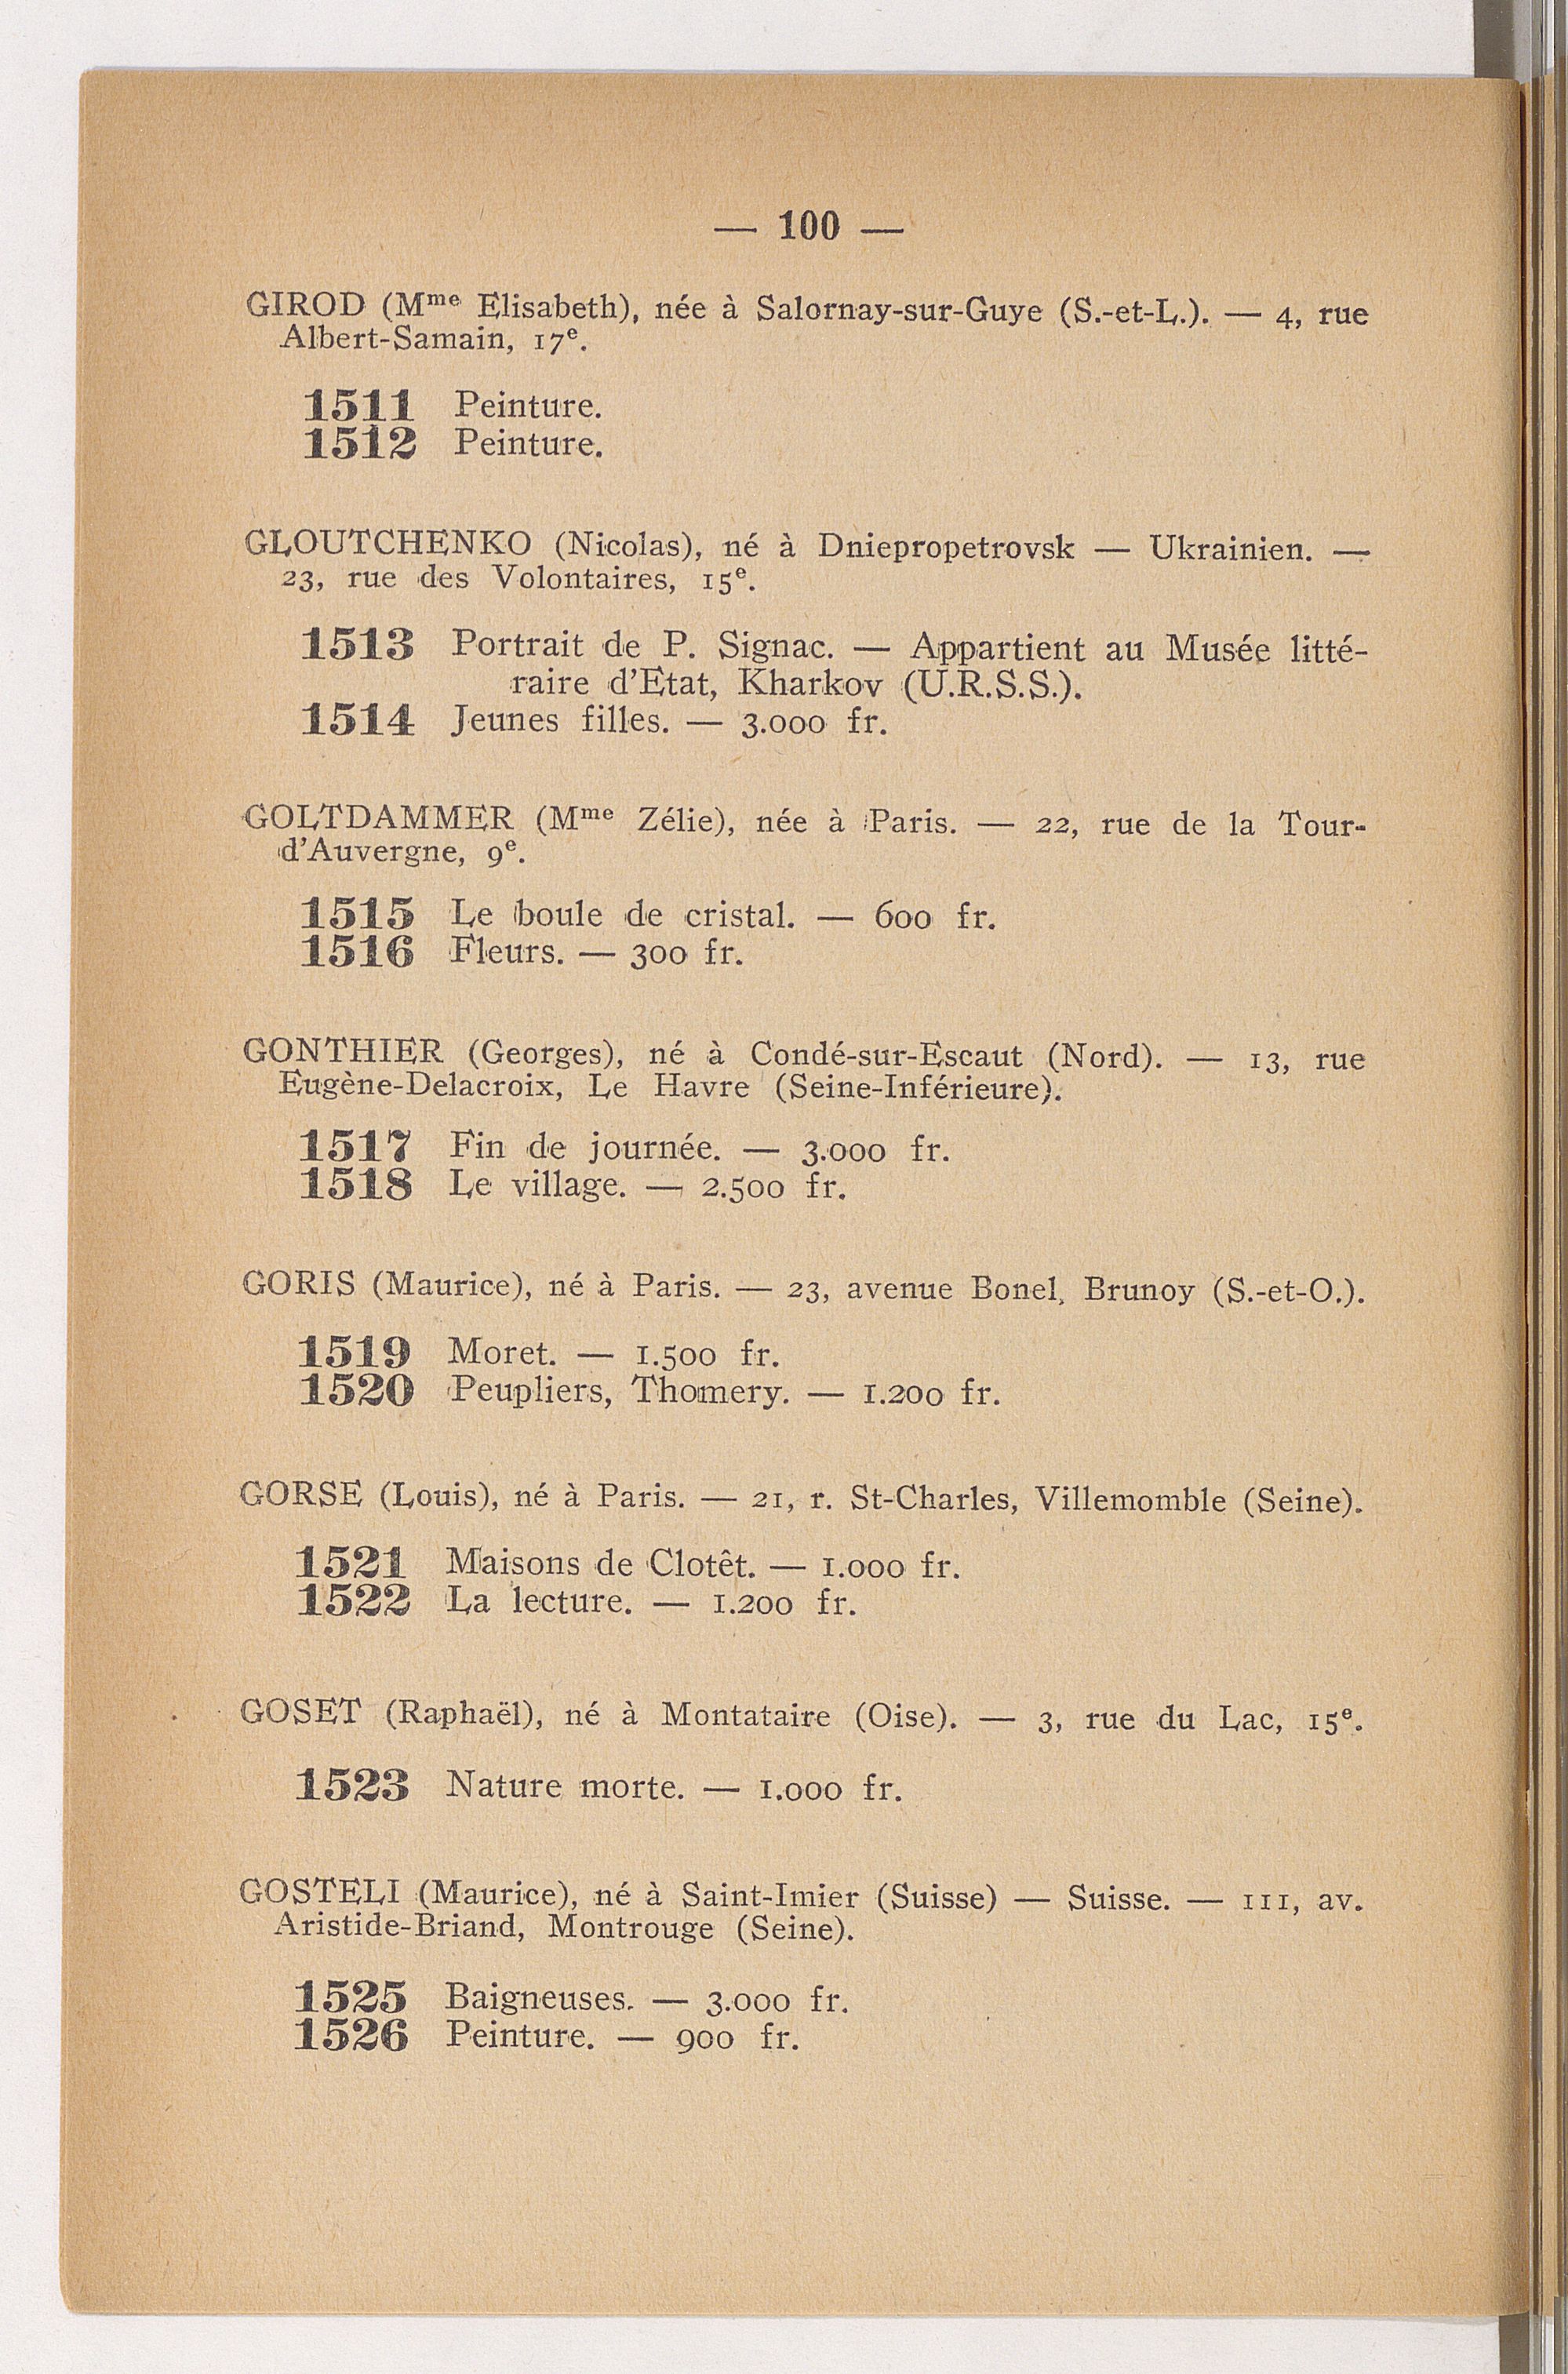 — 100 —
GIROD (Mme Elisabeth), née à Salornay-sur-Guye (S.-et-L.). — 4, rue
Albert-Samain, 17e.
1511 Peinture.
1512 Peinture.
GLOUTCHENKO (Nicolas), né à Dniepropetrovsk — Ukrainien. —
23, rue des Volontaires, 15e.
1513 Portrait de P. Signac. — Appartient au Musée litté-
raire d'Etat, Kharkov (U.R.S.S.).
1514 Jeunes filles. — 3.000 fr.
GOLTDAMMER (Mme Zélie), née à Paris. — 22, rue de la Tour-
d'Auvergne, 9e.
1515 Le boule de cristal. — 600 fr.
1516 Fleurs. — 300 fr.
GONTHIER (Georges), né à Condé-sur-Escaut (Nord). — 13, rue
Eugène-Delacroix, Le Havre (Seine-Inférieure).
1517 Fin de journée. — 3.000 fr.
1518 Le village. — 2.500 fr.
GORIS (Maurice), né à Paris. — 23, avenue Bonel, Brunoy (S.-et-O.).
1519 Moret. — 1.500 fr.
1520 Peupliers, Thomery. — 1.200 fr.
GORSE (Louis), né à Paris. — 21, r. St-Charles, Villemomble (Seine).
1521 Maisons de Clotêt. — 1.000 fr.
1522 La lecture. — 1.200 fr.
GOSET (Raphaël), né à Montataire (Oise). — 3, rue du Lac, 15e.
1523 Nature morte. — 1.000 fr.
GOSTELI (Maurice), né à Saint-Imier (Suisse) — Suisse. — 111, av.
Aristide-Briand, Montrouge (Seine).
1525 Baigneuses. — 3.000 fr.
1526 Peinture. — 900 fr.